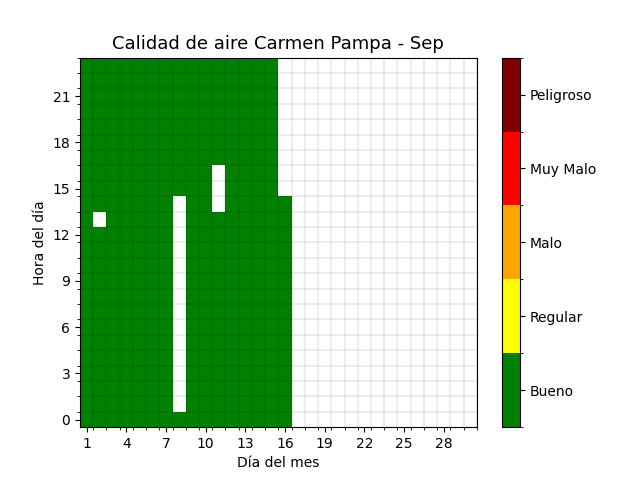 Calidad de aire Carmen Pampa - Sep
Hora del día
21
18
15
12
9
6
3
0
1 4 7 10 13 16 19 22 25 28
Día del mes
Peligroso
Muy Malo
Malo
Regular
Bueno